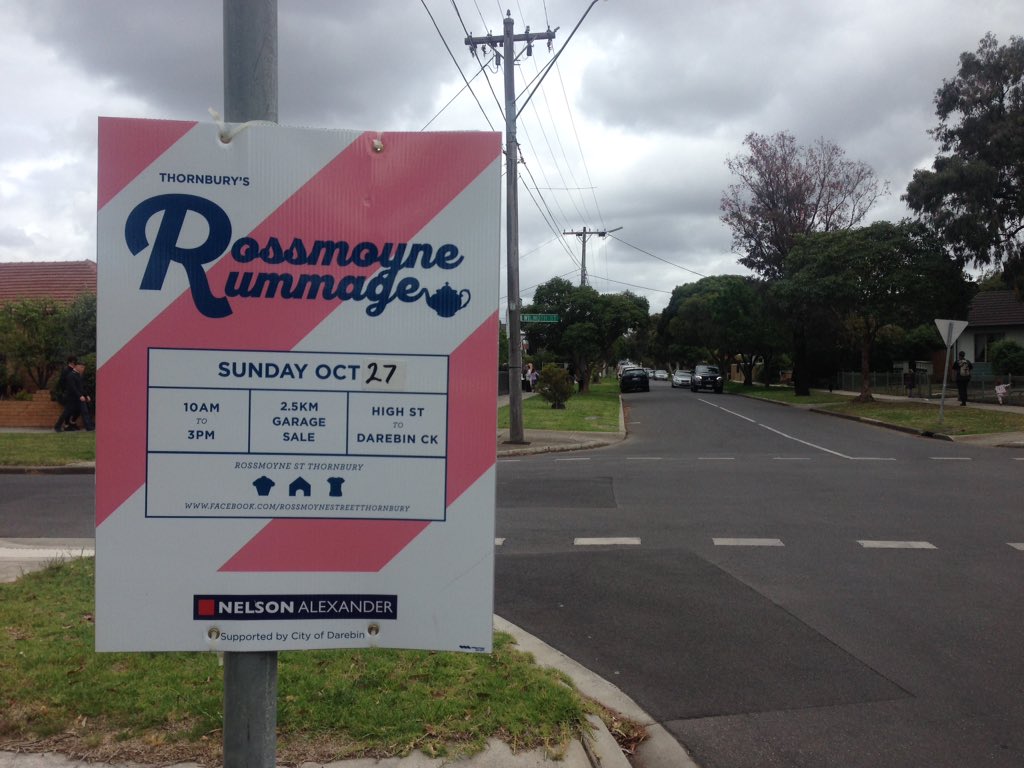 THORNBURY'S
Rossmoyne
Rummage
SUNDAY OCT 27
10AM
TO
3PM
2.5KM
GARAGE
SALE
HIGH ST
TO
DAREBIN CK
ROSSMOYNE ST THORNBURY
WWW.FACEBOOK.COM/ROSSMOYNESTREETTHORNBURY
NELSON ALEXANDER
Supported by City of Darebin